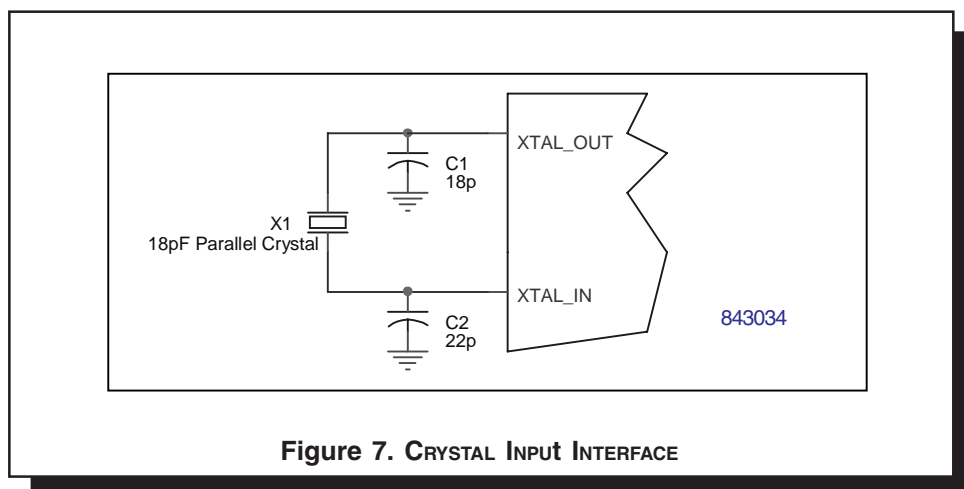 XTAL_OUT
C1
18p
X1
18pF Parallel Crystal
XTAL_IN
C2
22p
843034
Figure 7. CRYSTAL INPUt INTERFACE